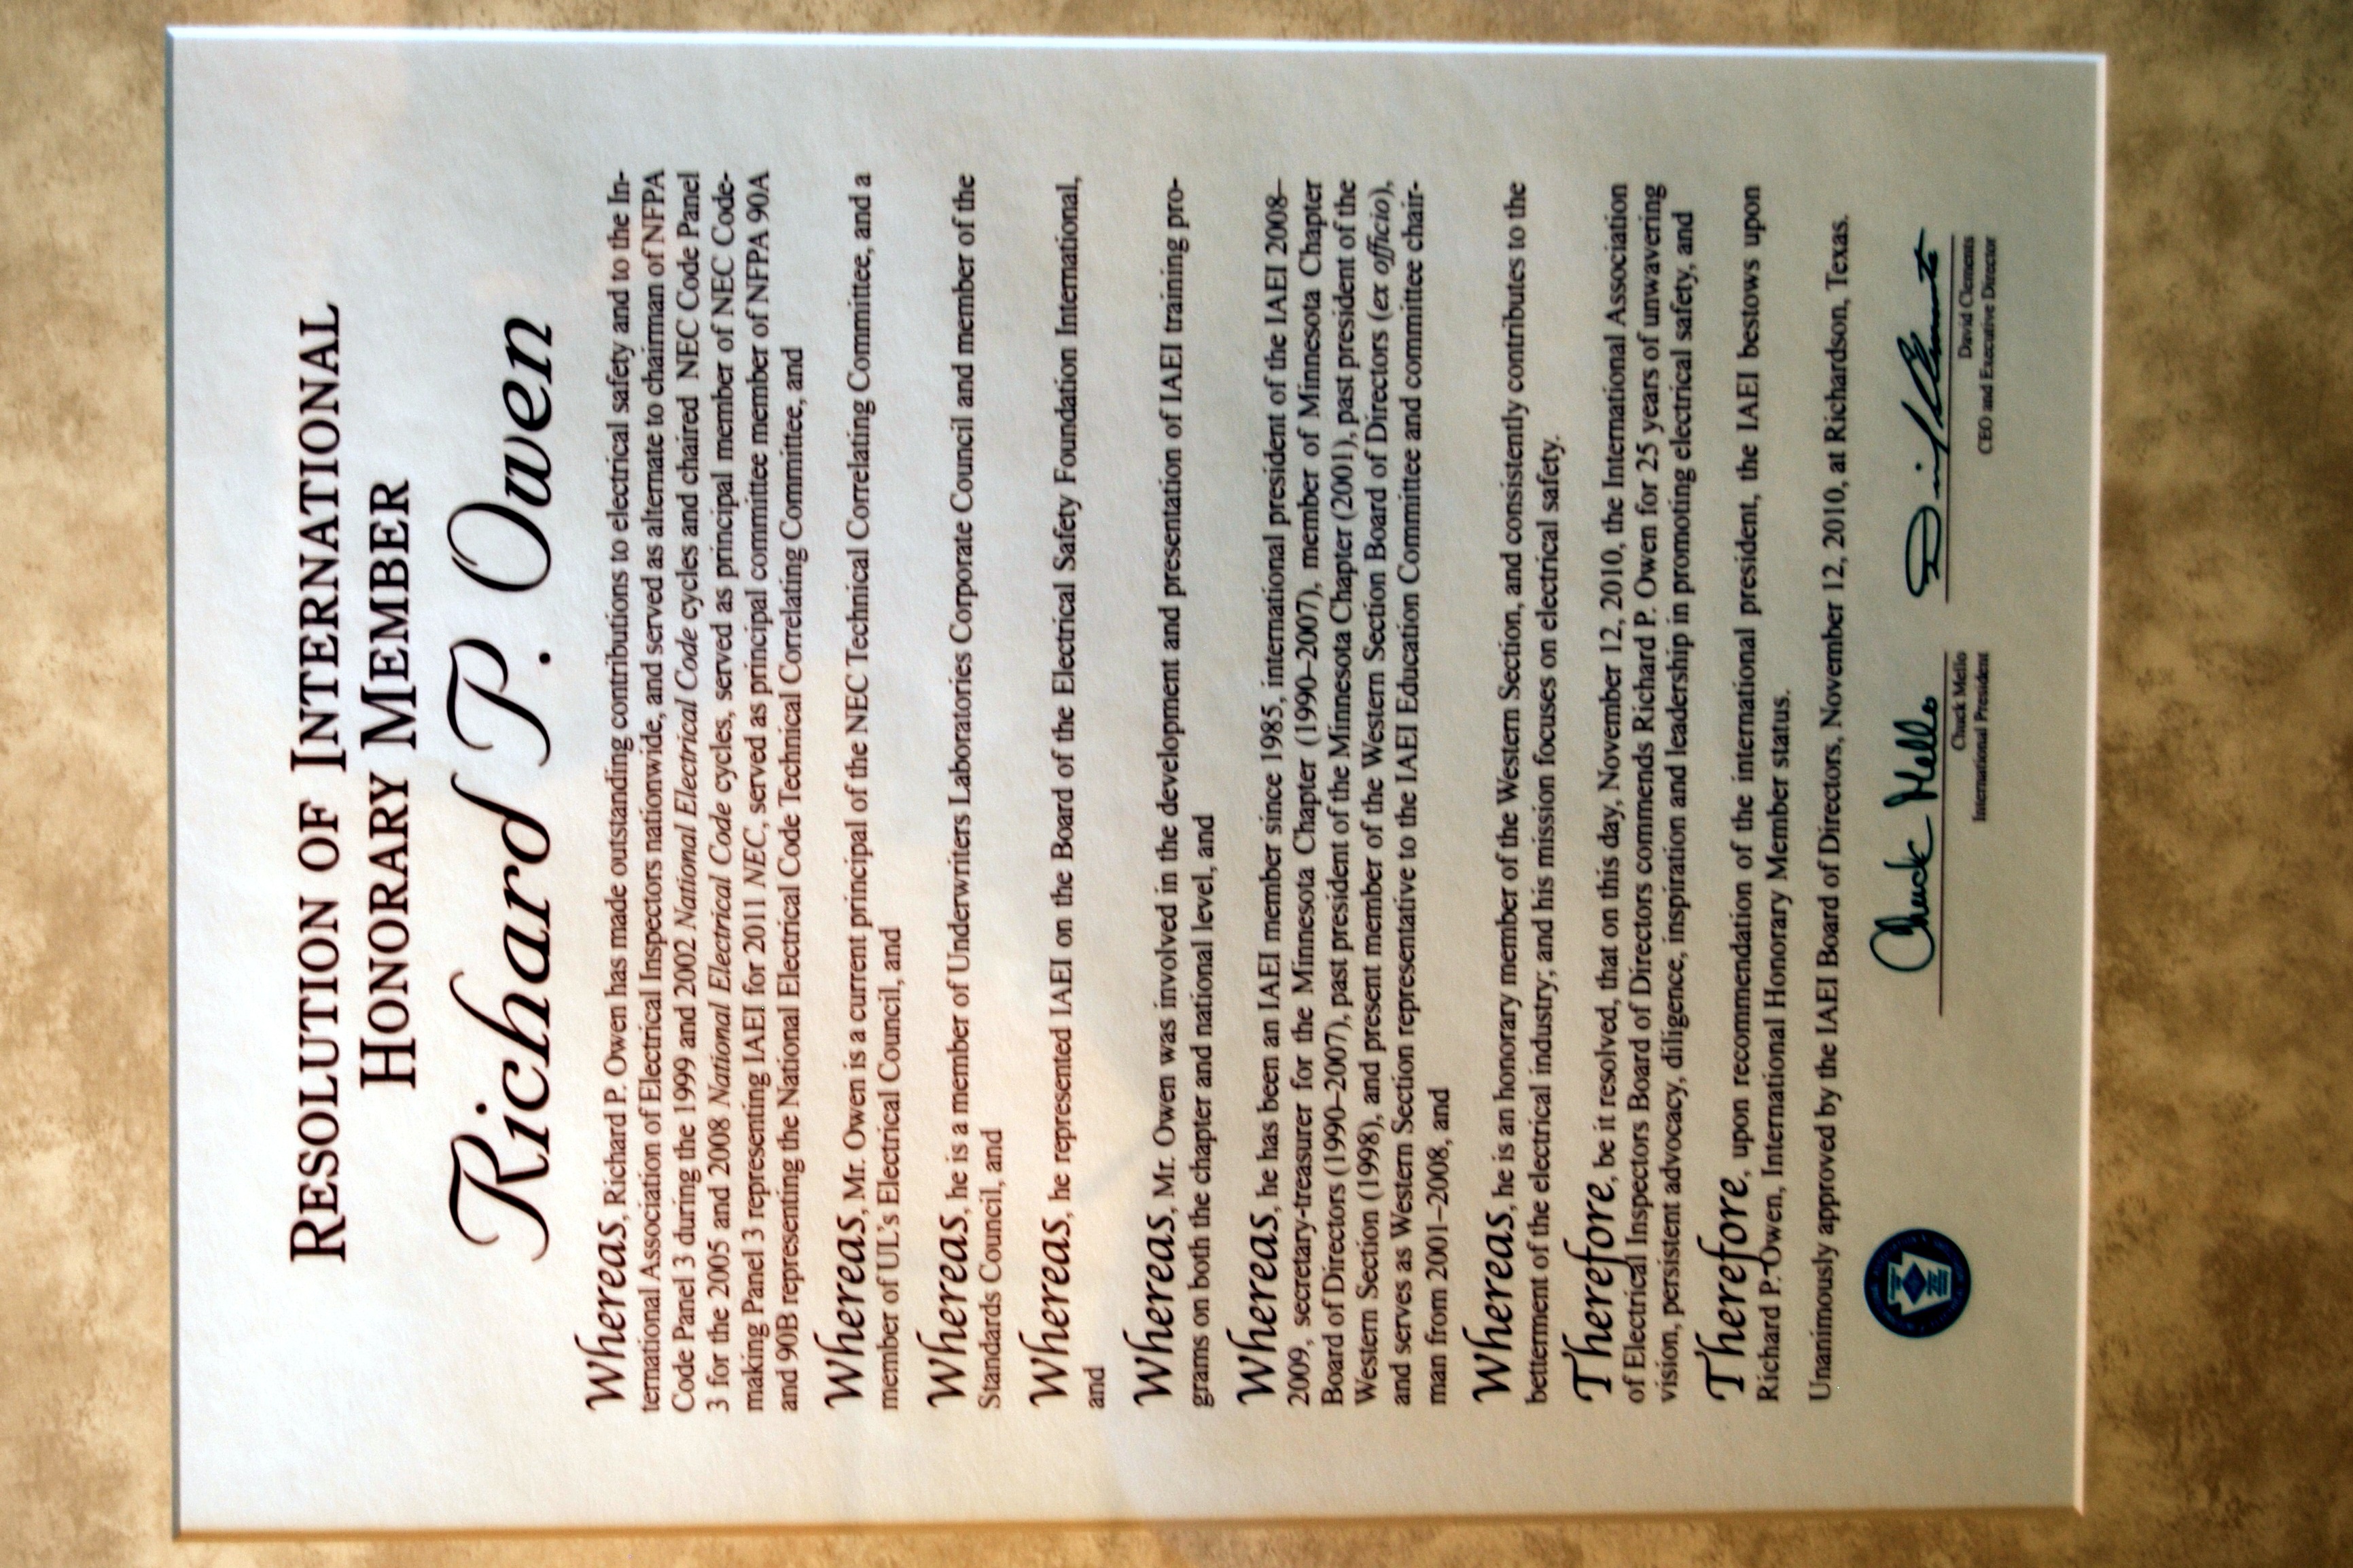 RESOLUTION OF INTERNATIONAL
HONORARY MEMBER
Richard P. Owen
Whereas, Richard P. Owen has made outstanding contributions to electrical safety and to the In-
ternational Association of Electrical Inspectors nationwide, and served as alternate to chairman of NFPA
Code Panel 3 during the 1999 and 2002 National Electrical Code cycles and chaired NEC Code Panel
3 for the 2005 and 2008 National Electrical Code cycles, served as principal member of NEC Code-
making Panel 3 representing IAEI for 2011 NEC, served as principal committee member of NFPA 90A
and 90B representing the National Electrical Code Technical Correlating Committee, and
Whereas, Mr. Owen is a current principal of the NEC Technical Correlating Committee, and a
member of UL's Electrical Council, and
Whereas, he is a member of Underwriters Laboratories Corporate Council and member of the
Standards Council, and
Whereas, he represented IAEI on the Board of the Electrical Safety Foundation International,
and
Whereas, Mr. Owen was involved in the development and presentation of IAEI training pro-
grams on both the chapter and national level, and
Whereas, he has been an IAEI member since 1985, international president of the IAEI 2008–
2009, secretary-treasurer for the Minnesota Chapter (1990–2007), member of Minnesota Chapter
Board of Directors (1990–2007), past president of the Minnesota Chapter (2001), past president of the
Western Section (1998), and present member of the Western Section Board of Directors (ex officio),
and serves as Western Section representative to the IAEI Education Committee and committee chair-
man from 2001–2008, and
Whereas, he is an honorary member of the Western Section, and consistently contributes to the
betterment of the electrical industry; and his mission focuses on electrical safety.
Therefore, be it resolved, that on this day, November 12, 2010, the International Association
of Electrical Inspectors Board of Directors commends Richard P. Owen for 25 years of unwavering
vision, persistent advocacy, diligence, inspiration and leadership in promoting electrical safety, and
Therefore, upon recommendation of the international president, the IAEI bestows upon
Richard P. Owen, International Honorary Member status.
Unanimously approved by the IAEI Board of Directors, November 12, 2010, at Richardson, Texas.
Chuck Mello
Chuck Mello
International President
David Clements
CEO and Executive Director